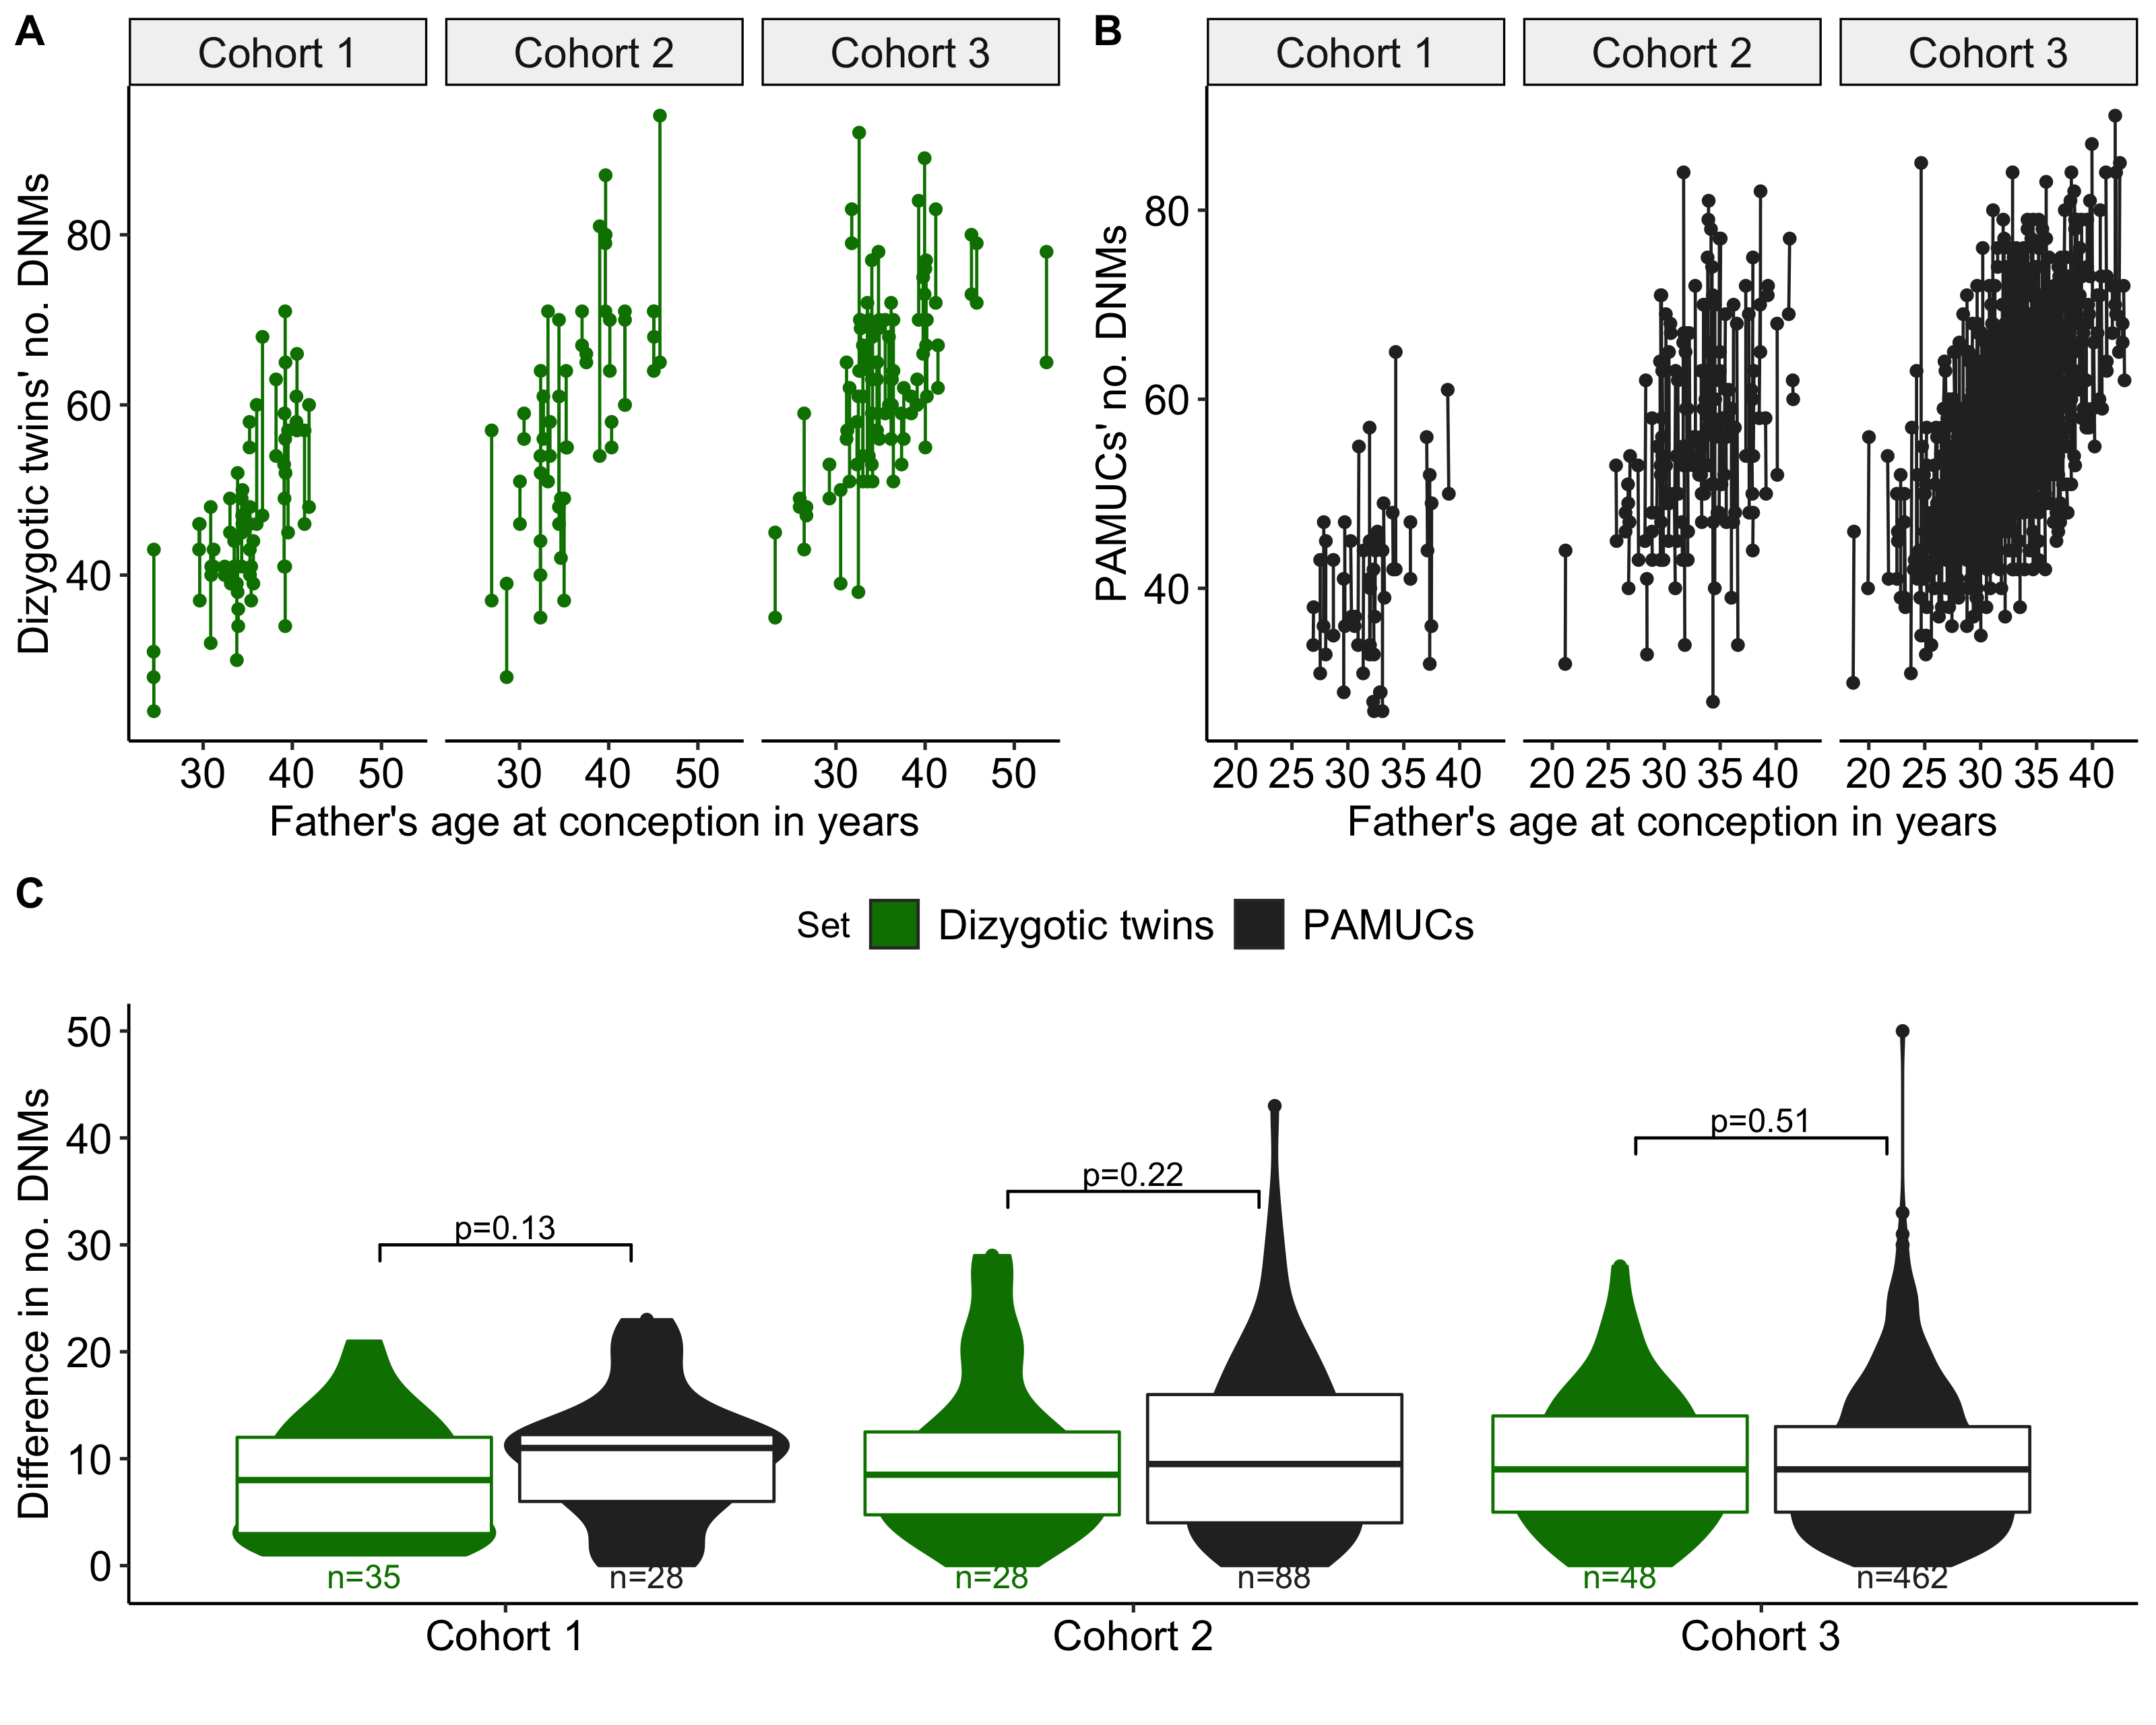 A
B
Cohort 1
Cohort 2
Cohort 3
Cohort 1
Cohort 2
Cohort 3
Dizygotic twins' no. DNMs
80
60
40
30 40 50
30 40 50
30 40 50
Father's age at conception in years
PAMUCs' no. DNMs
80
60
40
20 25 30 35 40
20 25 30 35 40
20 25 30 35 40
Father's age at conception in years
C
Set
Dizygotic twins
PAMUCs
Difference in no. DNMs
50
40
30
20
10
0
p=0.13
p=0.22
p=0.51
n=35
n=28
n=28
n=88
n=48
n=462
Cohort 1
Cohort 2
Cohort 3